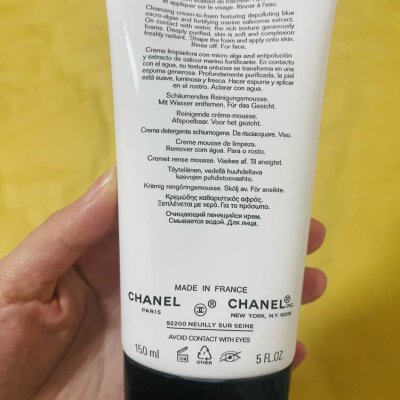 et appliquer sur le visage. Rincer à l'eau.
Cleansing cream-to-foam featuring depolluting blue
micro-algae and fortifying marine salicornia extract.
On contact with water, the rich texture generously
foams. Deeply purified, skin is soft and complexion
freshly radiant. Shape the foam and apply onto skin.
Rinse off. For face.
Crema limpiadora con micro alga azul antipolución
y extracto de salicor marino fortificante. En contacto
con el agua, su textura untuosa se transforma en una
espuma generosa. Profundamente purificada, la piel
está suave, luminosa y fresca. Hacer espuma y aplicar
en el rostro. Aclarar con agua.
Schäumendes Reinigungsmousse.
Mit Wasser entfernen. Für das Gesicht.
Reinigende crème-mousse.
Afspoelbaar. Voor het gezicht.
Crema detergente schiumogena. Da risciacquare. Viso.
Creme mousse de limpeza.
Remover com água. Para o rosto.
Cremet rense mousse. Vaskes af. Til ansigtet.
Täyteläinen, vedellä huuhdeltava
kasvojen puhdistusvaahto.
Krämig rengöringsmousse. Skölj av. För ansikte.
Κρεμώδης καθαριστικός αφρός.
Ξεπλένεται με νερό. Για το πρόσωπο.
Очищающий пенящийся крем.
Смывается водой. Для лица.
MADE IN FRANCE
CHANEL ® CHANEL® INC.
PARIS NEW YORK, N.Y. 10019
92200 NEUILLY SUR SEINE
AVOID CONTACT WITH EYES
150 ml 5 FL.OZ.
OTHER